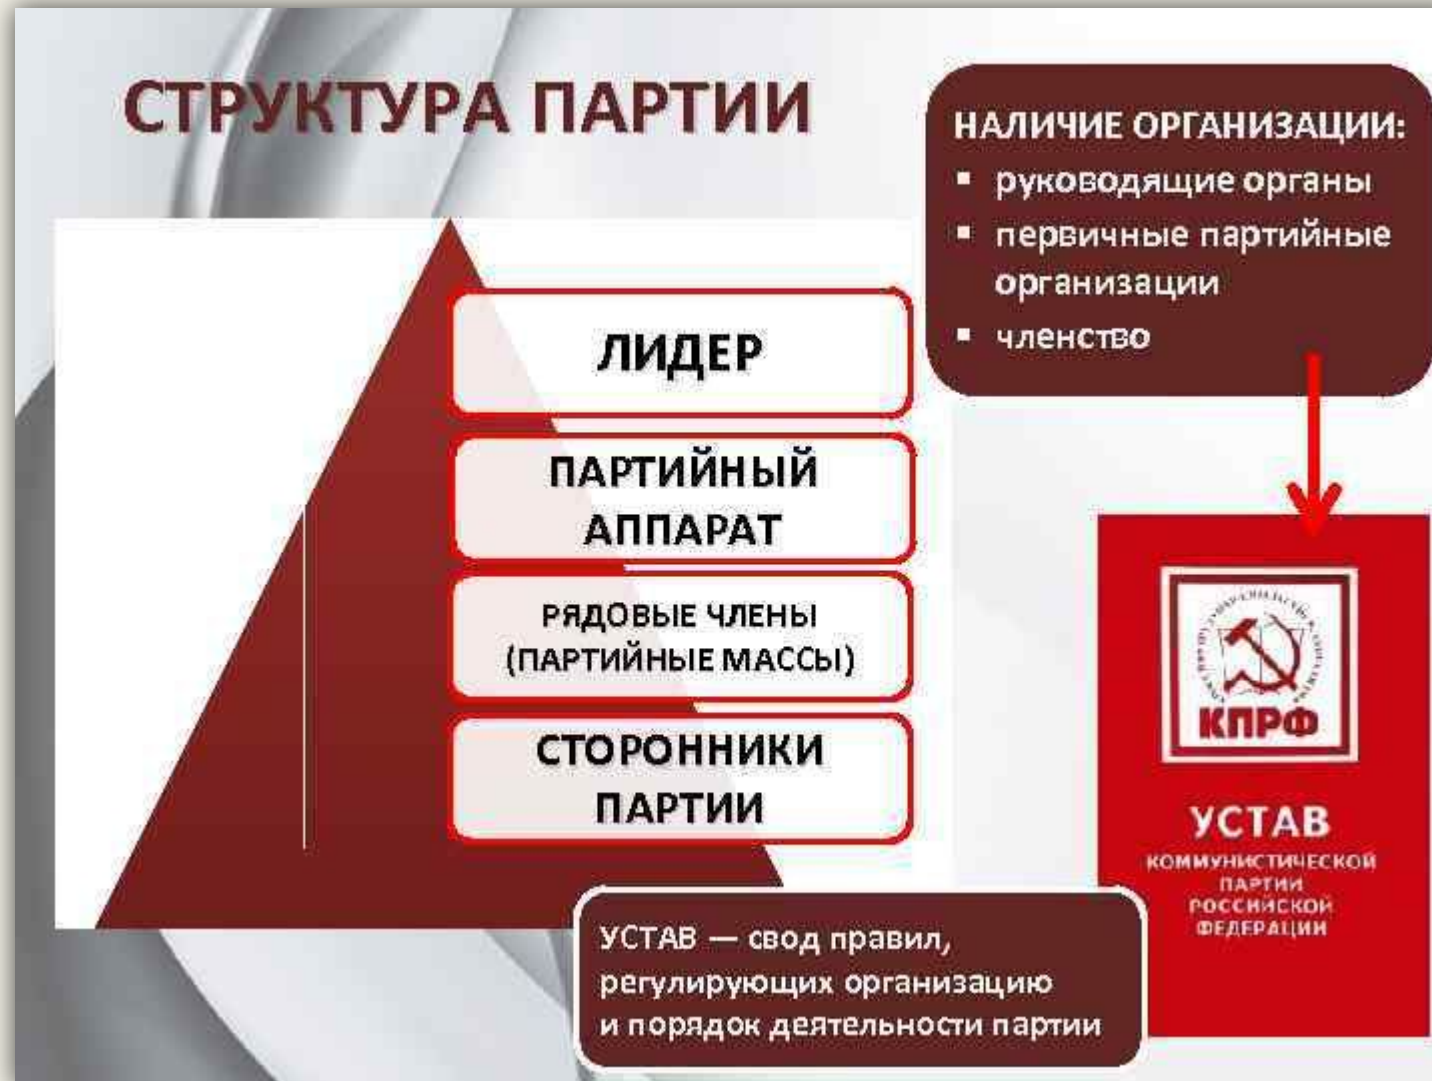 СТРУКТУРА ПАРТИИ
НАЛИЧИЕ ОРГАНИЗАЦИИ:
▪ руководящие органы
▪ первичные партийные
организации
▪ членство
ЛИДЕР
ПАРТИЙНЫЙ
АППАРАТ
РЯДОВЫЕ ЧЛЕНЫ
(ПАРТИЙНЫЕ МАССЫ)
СТОРОННИКИ
ПАРТИИ
КПРФ
УСТАВ
КОММУНИСТИЧЕСКОЙ
ПАРТИИ
РОССИЙСКОЙ
ФЕДЕРАЦИИ
УСТАВ — свод правил,
регулирующих организацию
и порядок деятельности партии